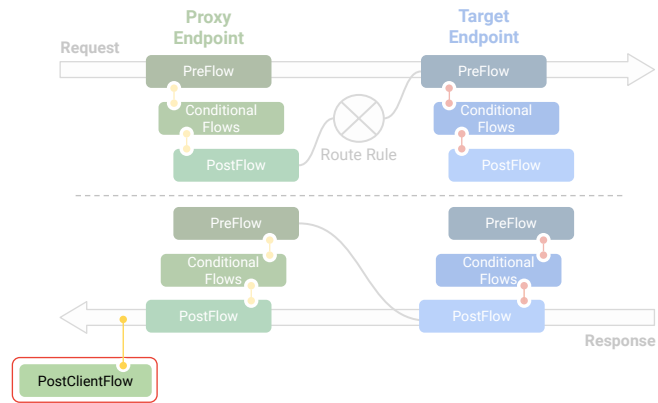 Proxy
Endpoint
Target
Endpoint
Request
PreFlow
PreFlow
Conditional
Flows
Conditional
Flows
Route Rule
PostFlow
PostFlow
PreFlow
PreFlow
Conditional
Flows
Conditional
Flows
PostFlow
PostFlow
Response
PostClientFlow